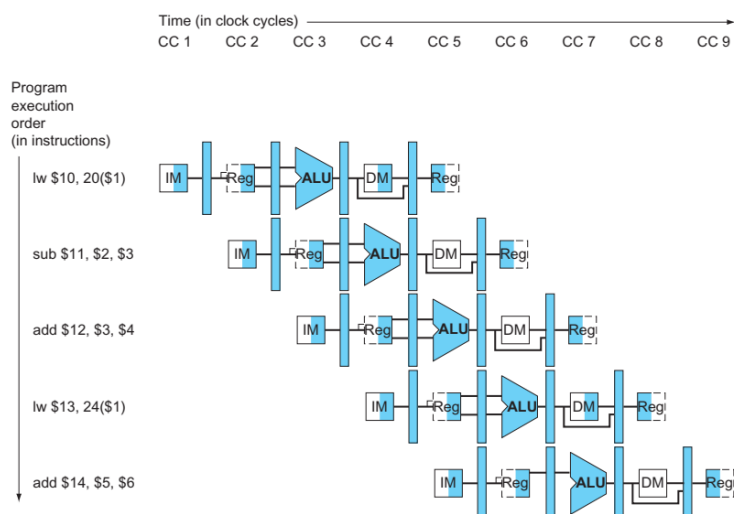 Time (in clock cycles)
CC 1 CC 2 CC 3 CC 4 CC 5 CC 6 CC 7 CC 8 CC 9
Program
execution
order
(in instructions)
lw $10, 20($1) IM Reg ALU DM Reg
sub $11, $2, $3 IM Reg ALU DM Reg
add $12, $3, $4 IM Reg ALU DM Reg
lw $13, 24($1) IM Reg ALU DM Reg
add $14, $5, $6 IM Reg ALU DM Reg